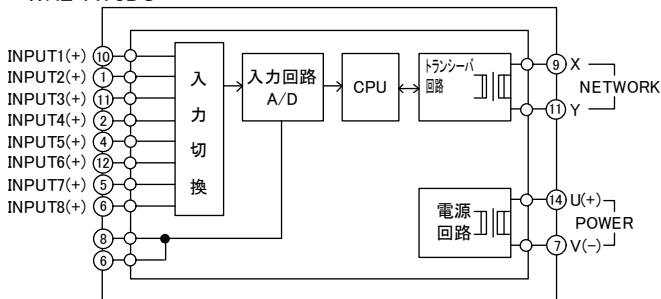 INPUT1(+) ⑩
INPUT2(+) ①
INPUT3(+) ⑪
INPUT4(+) ②
INPUT5(+) ④
INPUT6(+) ⑫
INPUT7(+) ⑤
INPUT8(+) ⑥
⑧
⑥
入力切換
入力回路
A/D
CPU
トランシーバ
回路
⑨ X
NETWORK
⑪ Y
電源
回路
⑭ U(+)
POWER
⑦ V(−)